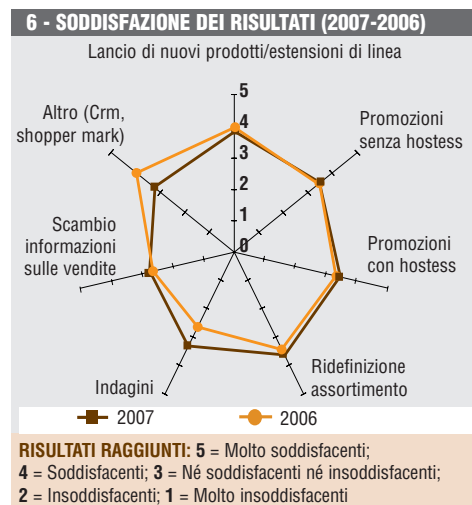 6 - SODDISFAZIONE DEI RISULTATI (2007-2006)
Lancio di nuovi prodotti/estensioni di linea
5
4
3
2
1
0
Promozioni
senza hostess
Promozioni
con hostess
Ridefinizione
assortimento
Indagini
Scambio
informazioni
sulle vendite
Altro (Crm,
shopper mark)
2007
2006
RISULTATI RAGGIUNTI: 5 = Molto soddisfacenti;
4 = Soddisfacenti; 3 = Né soddisfacenti né insoddisfacenti;
2 = Insoddisfacenti; 1 = Molto insoddisfacenti